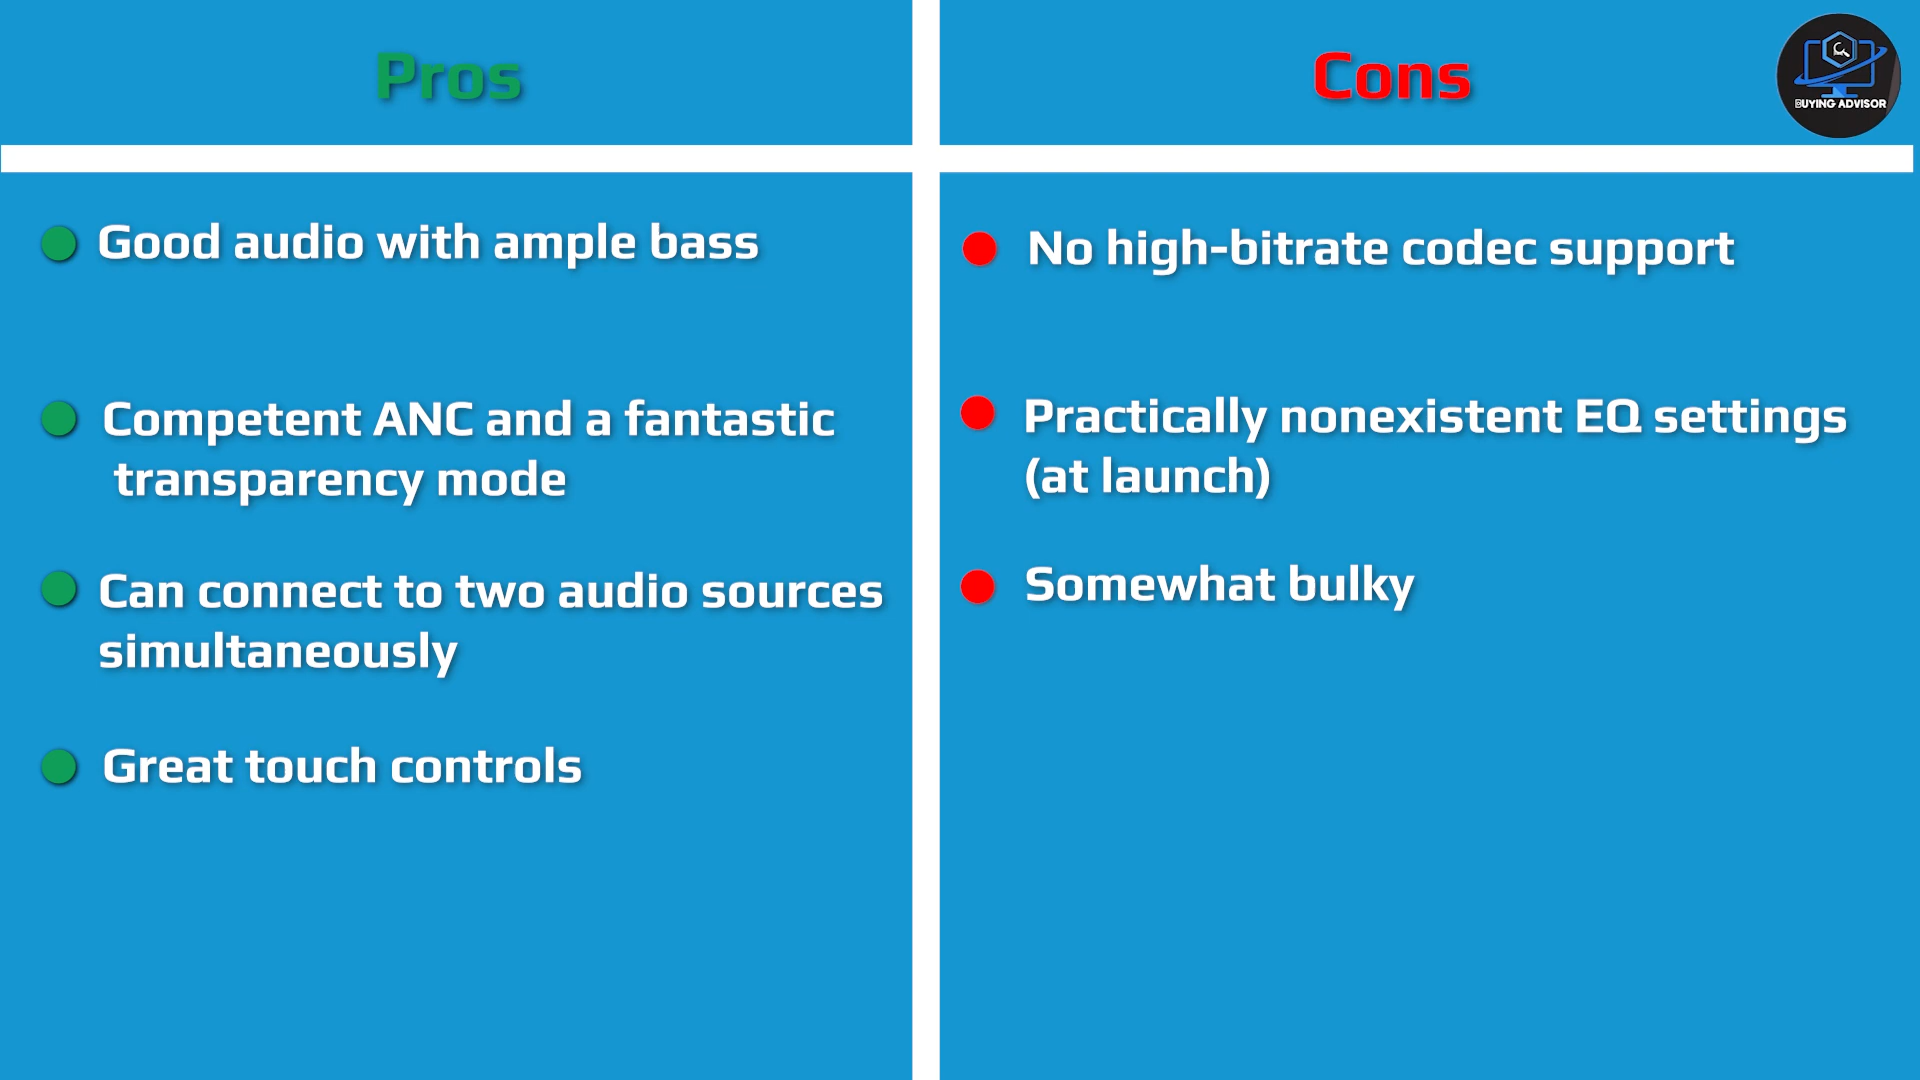 Pros
Cons
BUYING ADVISOR
Good audio with ample bass
Competent ANC and a fantastic
transparency mode
Can connect to two audio sources
simultaneously
Great touch controls
No high-bitrate codec support
Practically nonexistent EQ settings
(at launch)
Somewhat bulky